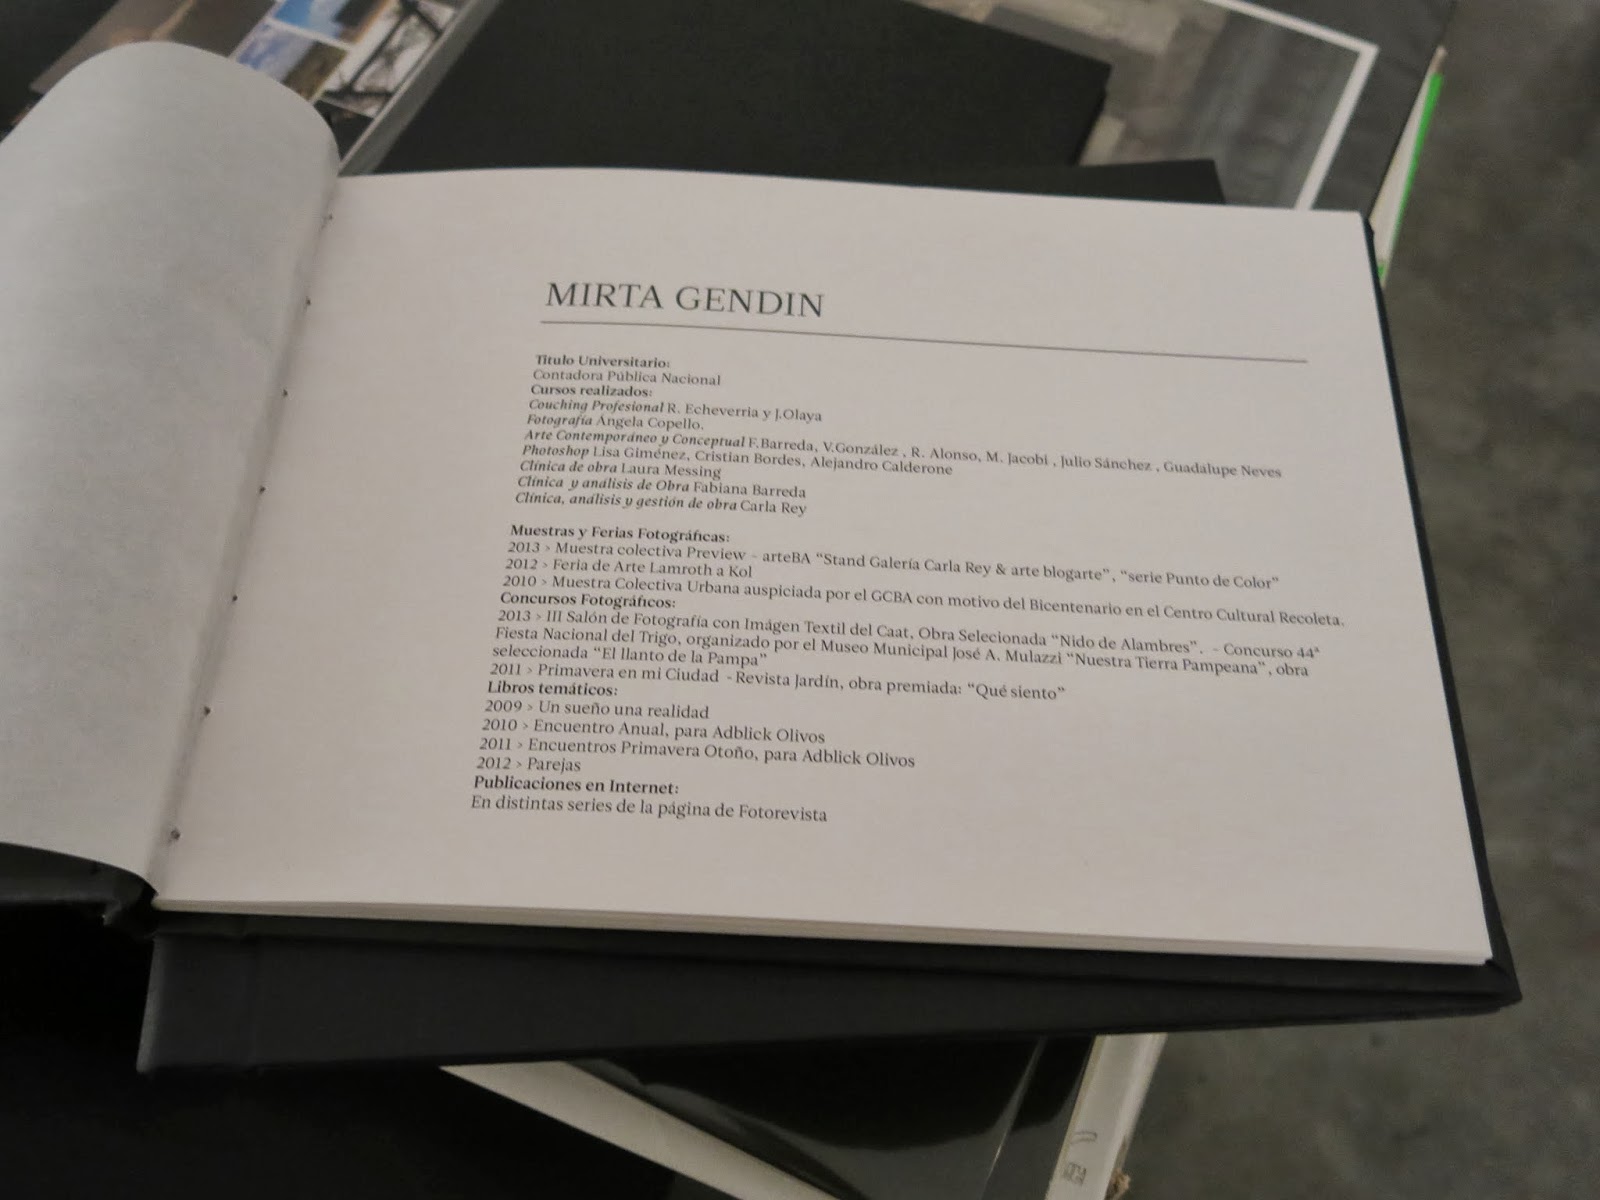 MIRTA GENDIN
Titulo Universitario:
Contadora Pública Nacional
Cursos realizados:
Couching Profesional R. Echeverria y J.Olaya
Fotografía Ángela Copello.
Arte Contemporáneo y Conceptual F.Barreda, V.González , R. Alonso, M. Jacobi , Julio Sánchez , Guadalupe Neves
Photoshop Lisa Giménez, Cristian Bordes, Alejandro Calderone
Clínica de obra Laura Messing
Clínica y análisis de Obra Fabiana Barreda
Clínica, análisis y gestión de obra Carla Rey
Muestras y Ferias Fotográficas:
2013 > Muestra colectiva Preview - arteBA “Stand Galería Carla Rey & arte blogarte”, “serie Punto de Color”
2012 > Feria de Arte Lamroth a Kol
2010 > Muestra Colectiva Urbana auspiciada por el GCBA con motivo del Bicentenario en el Centro Cultural Recoleta.
Concursos Fotográficos:
2013 > III Salón de Fotografía con Imágen Textil del Caat, Obra Selecionada “Nido de Alambres”. - Concurso 44ª
Fiesta Nacional del Trigo, organizado por el Museo Municipal José A. Mulazzi “Nuestra Tierra Pampeana”, obra
seleccionada “El llanto de la Pampa”
2011 > Primavera en mi Ciudad - Revista Jardín, obra premiada: “Qué siento”
Libros temáticos:
2009 > Un sueño una realidad
2010 > Encuentro Anual, para Adblick Olivos
2011 > Encuentros Primavera Otoño, para Adblick Olivos
2012 > Parejas
Publicaciones en Internet:
En distintas series de la página de Fotorevista